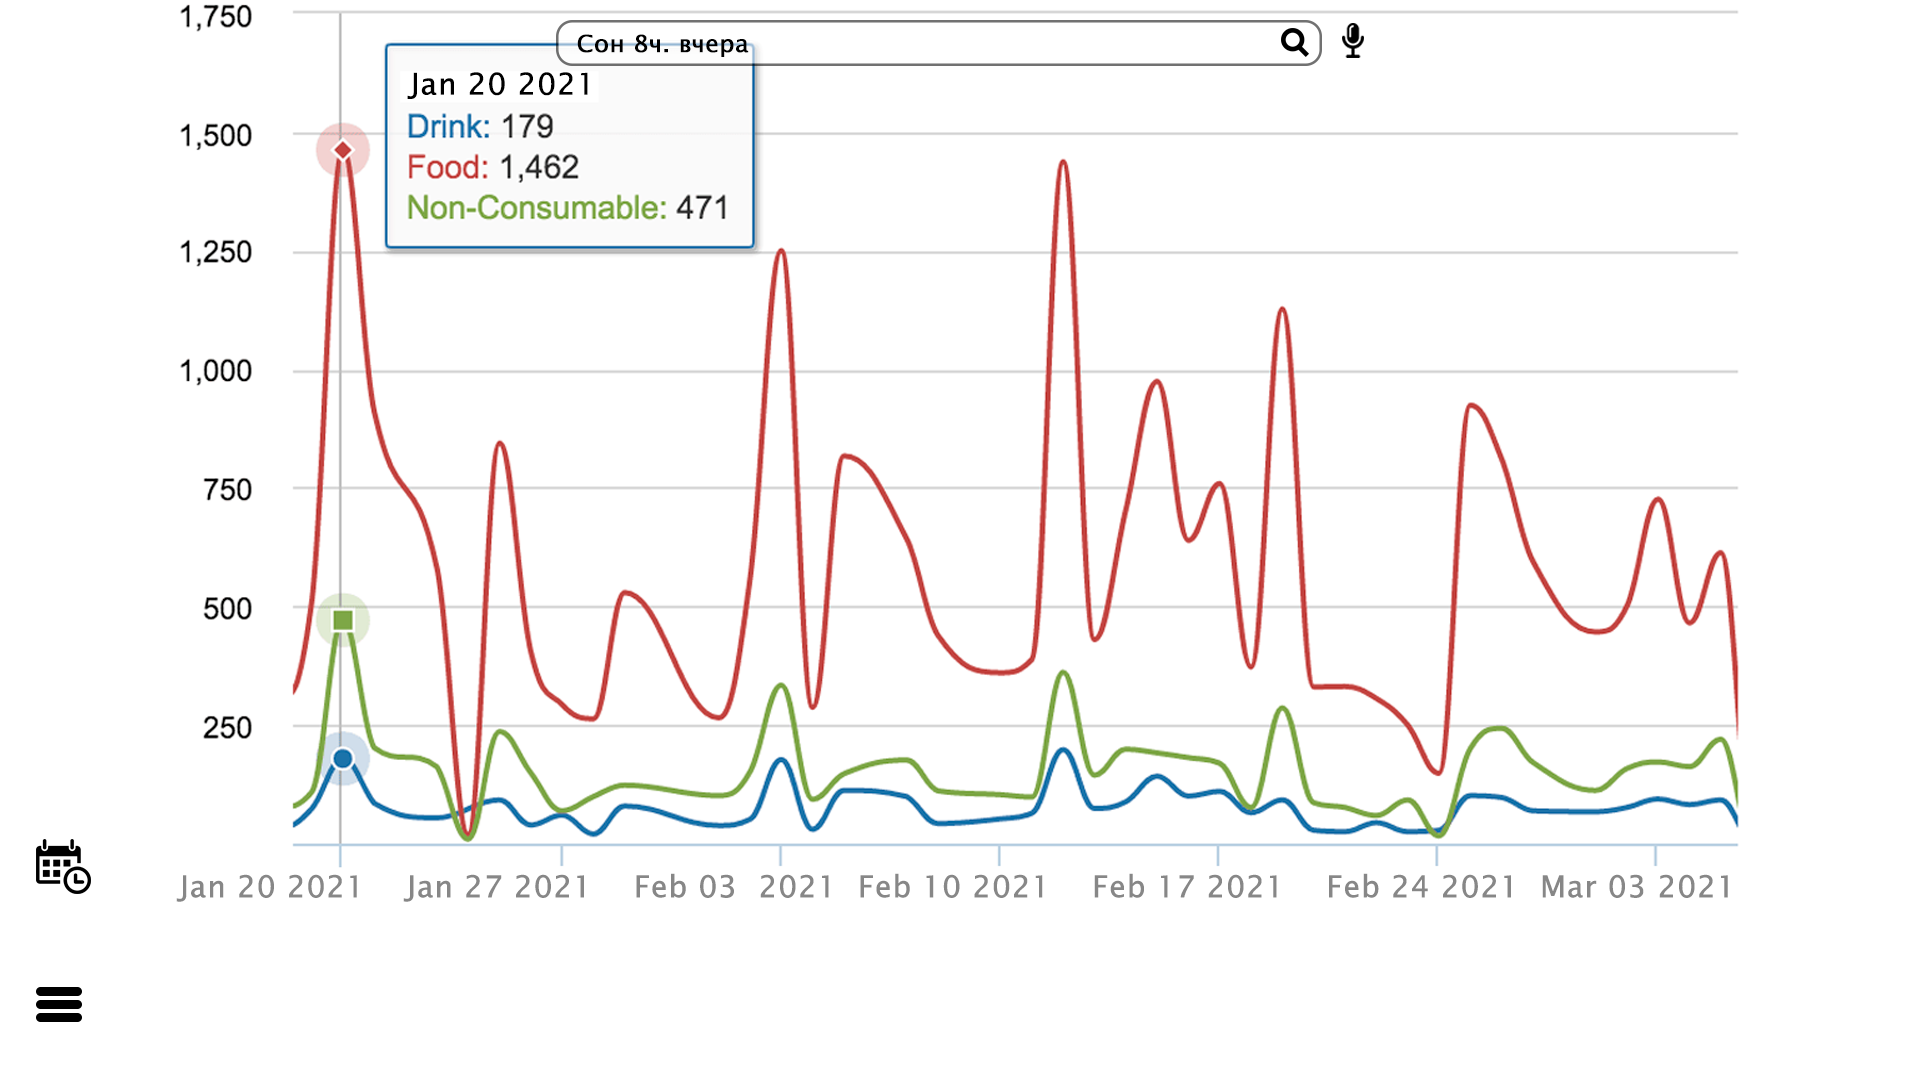 1,750
Сон 8ч. вчера
Jan 20 2021
Drink: 179
Food: 1,462
Non-Consumable: 471
1,500
1,250
1,000
750
500
250
Jan 20 2021
Jan 27 2021
Feb 03 2021
Feb 10 2021
Feb 17 2021
Feb 24 2021
Mar 03 2021